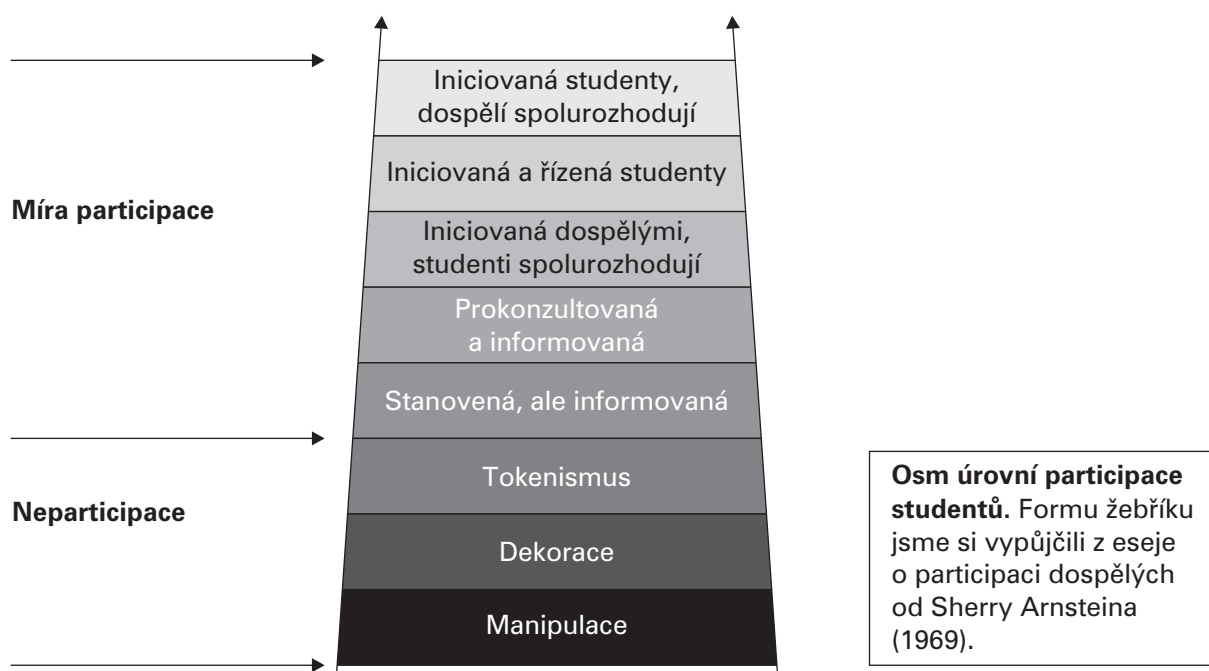 Iniciovaná studenty,
dospělí spolurozhodují
Iniciovaná a řízená studenty
Míra participace
Iniciovaná dospělými,
studenti spolurozhodují
Prokonzultovaná
a informovaná
Stanovená, ale informovaná
Tokenismus
Neparticipace
Dekorace
Manipulace
Osm úrovní participace
studentů. Formu žebříku
jsme si vypůjčili z eseje
o participaci dospělých
od Sherry Arnsteina
(1969).